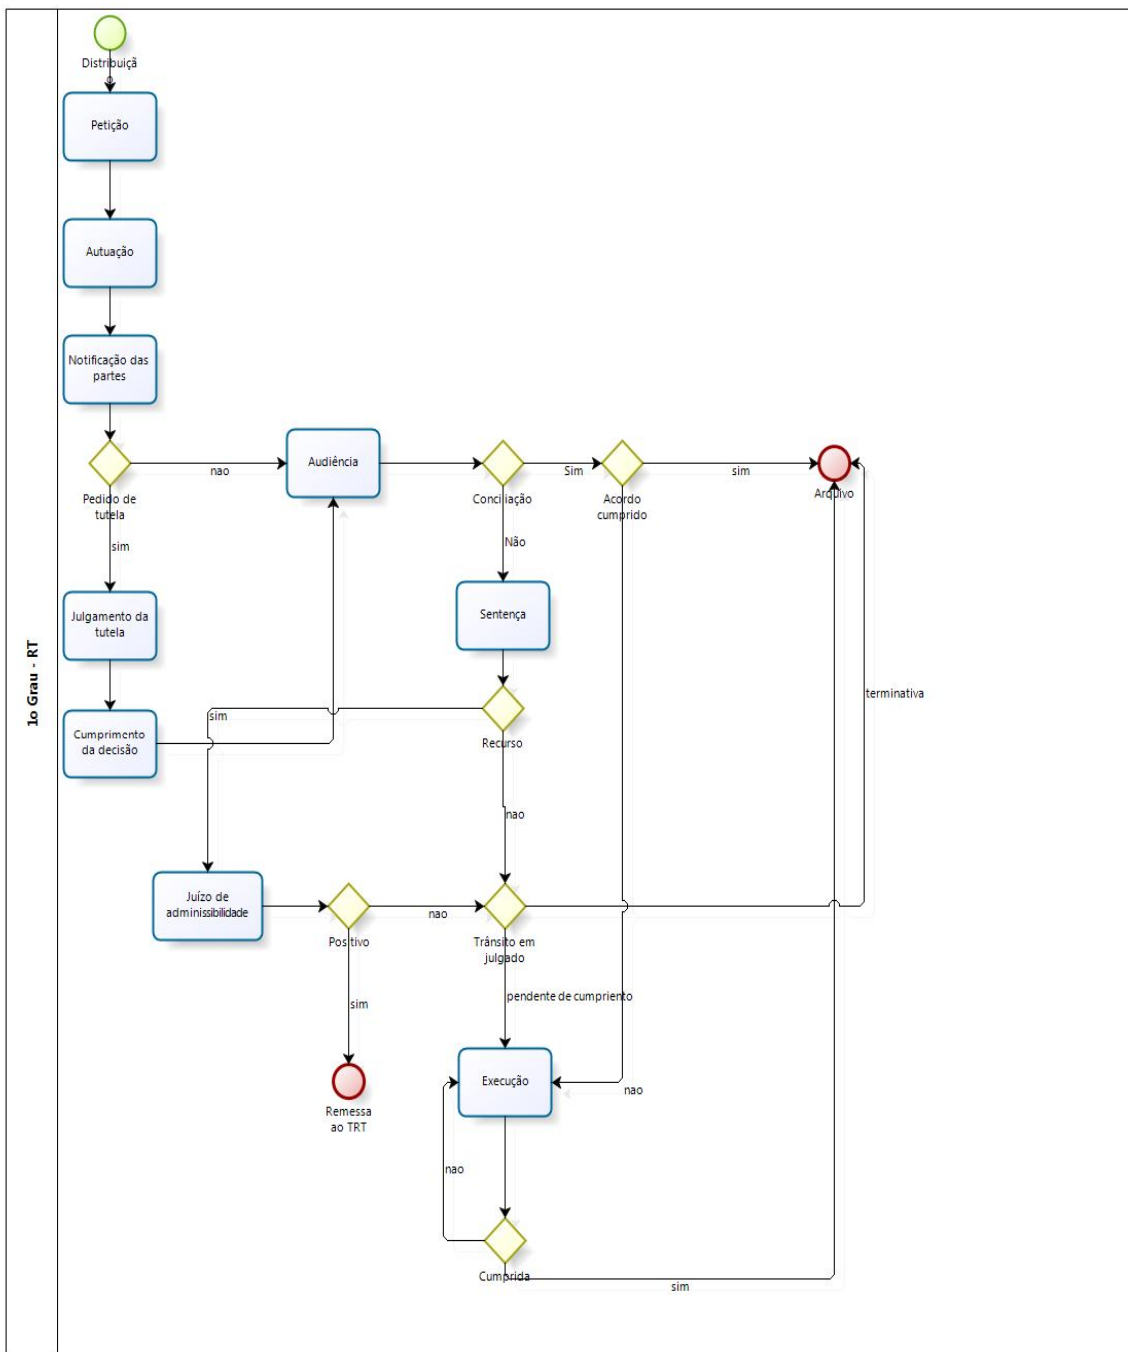 1o Grau - RT
Distribuiçã
o
Petição
Autuação
Notificação das
partes
Pedido de
tutela
nao
sim
Audiência
Conciliação
Sim
Acordo
cumprido
sim
Arquivo
Não
Sentença
Julgamento da
tutela
Cumprimento
da decisão
sim
Recurso
nao
terminativa
Juízo de
adminissibilidade
Positivo
nao
Trânsito em
julgado
sim
pendente de cumpriento
Remessa
ao TRT
Execução
nao
nao
Cumprida
sim